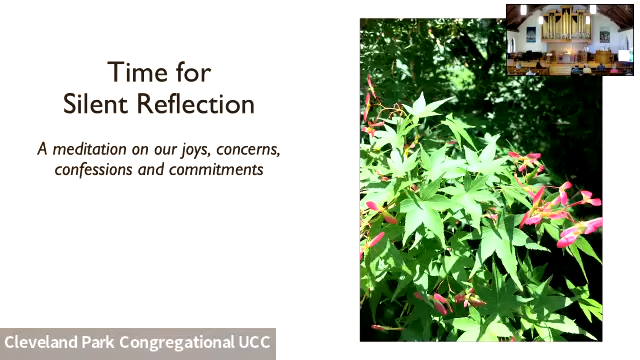 Time for
Silent Reflection
A meditation on our joys, concerns,
confessions and commitments
Cleveland Park Congregational UCC